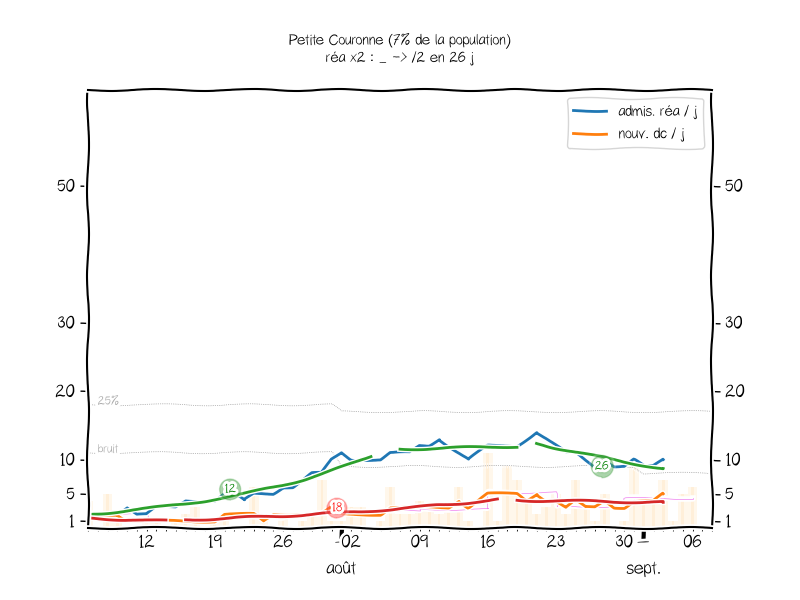 Petite Couronne (7% de la population)
réa x2 : _ -> /2 en 26 j
admis. réa / j
nouv. dc / j
50
50
30
30
20
20
25%
bruit
10
10
12
26
18
5
5
1
1
12 19 26 02 09 16 23 30 06
août sept.